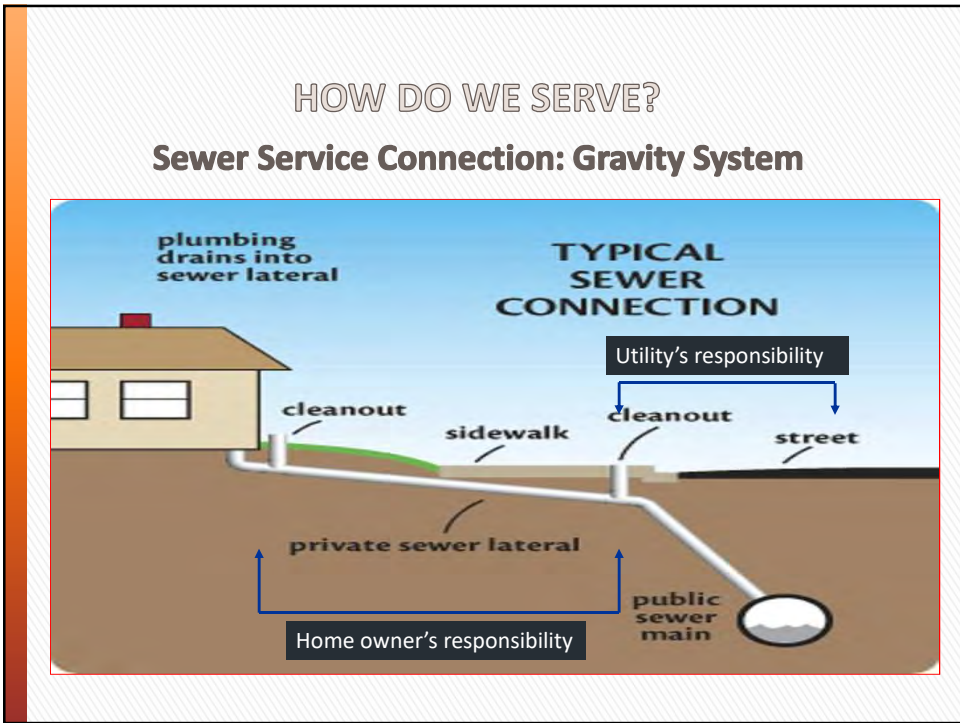 HOW DO WE SERVE?
Sewer Service Connection: Gravity System
plumbing
drains into
sewer lateral
TYPICAL
SEWER
CONNECTION
Utility's responsibility
cleanout
sidewalk
cleanout
street
private sewer lateral
public
sewer
main
Home owner's responsibility